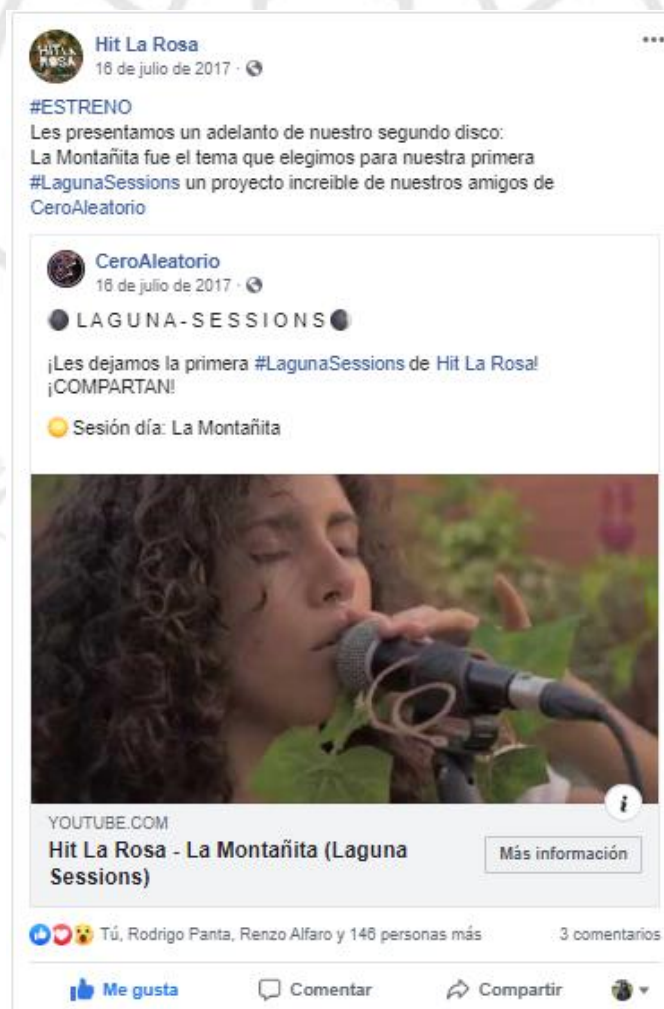 HIT LA
ROSA
Hit La Rosa
16 de julio de 2017
#ESTRENO
Les presentamos un adelanto de nuestro segundo disco:
La Montañita fue el tema que elegimos para nuestra primera
#LagunaSessions un proyecto increible de nuestros amigos de
CeroAleatorio
CeroAleatorio
16 de julio de 2017
L A G U N A - S E S S I O N S
¡Les dejamos la primera #LagunaSessions de Hit La Rosa!
¡COMPARTAN!
Sesión día: La Montañita
i
YOUTUBE.COM
Hit La Rosa - La Montañita (Laguna
Sessions)
Más información
Tú, Rodrigo Panta, Renzo Alfaro y 146 personas más
3 comentarios
Me gusta
Comentar
Compartir